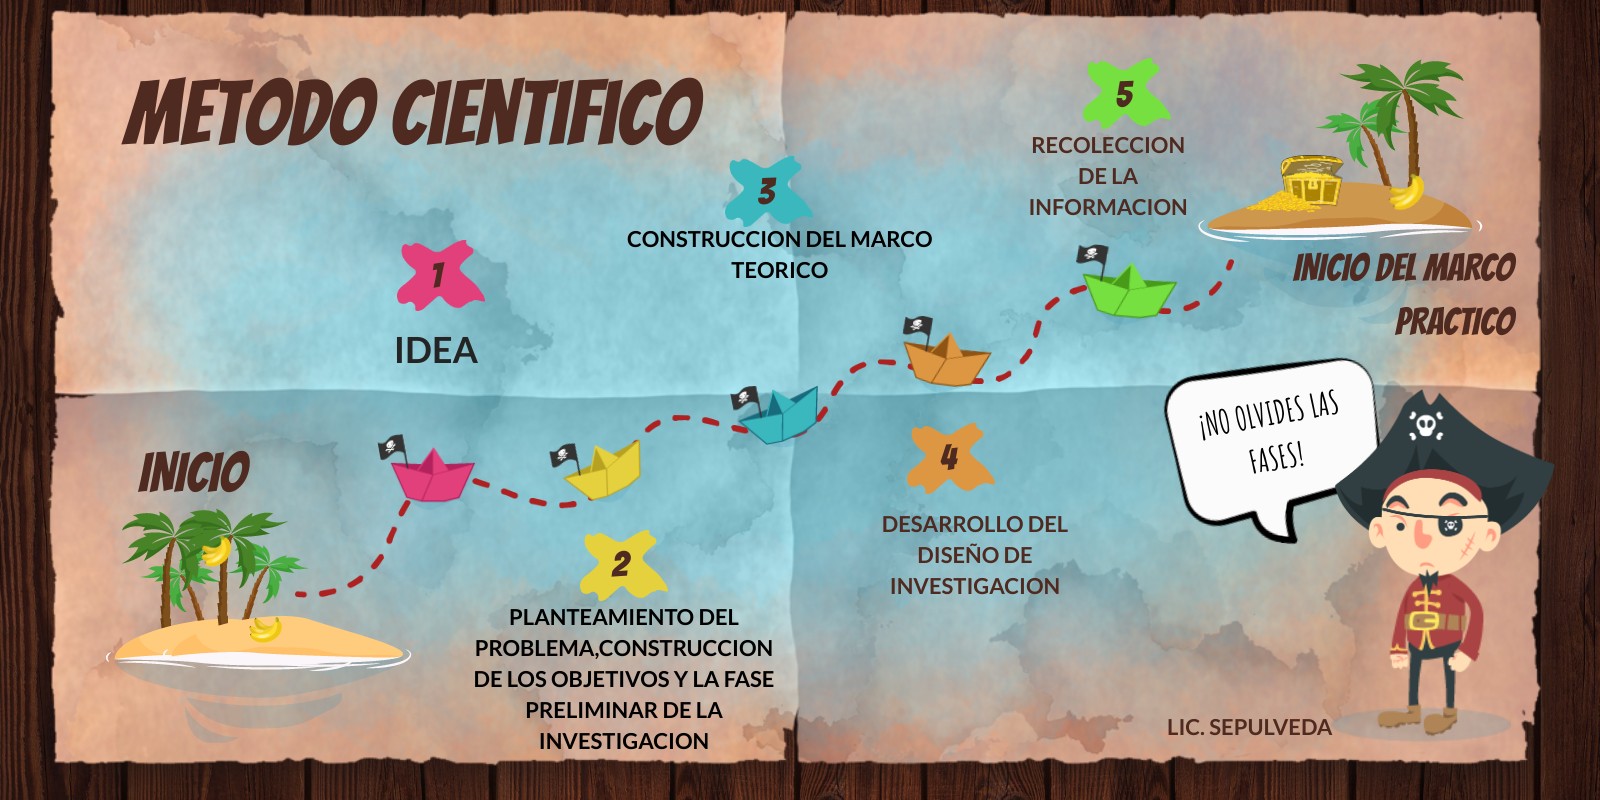 METODO CIENTIFICO
INICIO
1
IDEA
2
PLANTEAMIENTO DEL
PROBLEMA,CONSTRUCCION
DE LOS OBJETIVOS Y LA FASE
PRELIMINAR DE LA
INVESTIGACION
3
CONSTRUCCION DEL MARCO
TEORICO
4
DESARROLLO DEL
DISEÑO DE
INVESTIGACION
5
RECOLECCION
DE LA
INFORMACION
INICIO DEL MARCO
PRACTICO
¡NO OLVIDES LAS
FASES!
LIC. SEPULVEDA